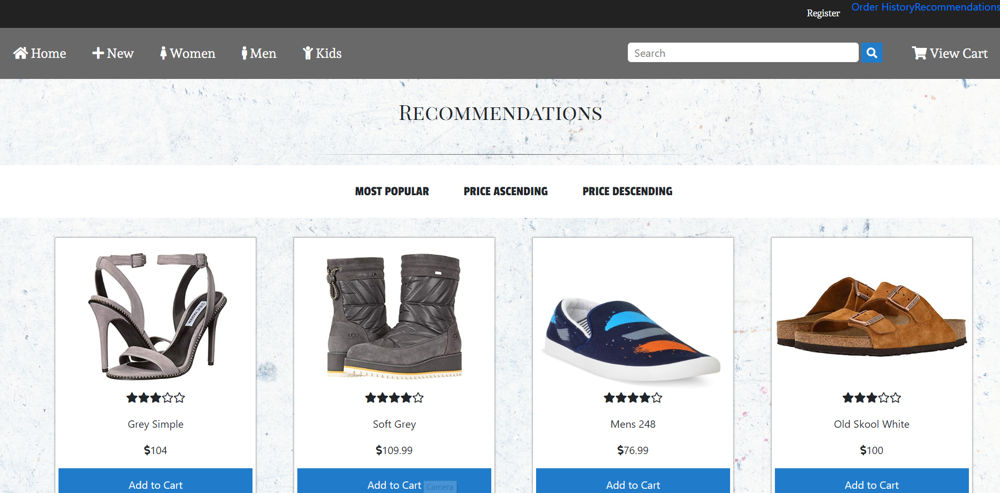 Register
Order HistoryRecommendations
Home
New
Women
Men
Kids
Search
View Cart
Recommendations
MOST POPULAR
PRICE ASCENDING
PRICE DESCENDING
STEVE MADDEN
UGG
Grey Simple
Soft Grey
Mens 248
Old Skool White
$104
$109.99
$76.99
$100
Add to Cart
Add to Cart
Camera
Add to Cart
Add to Cart